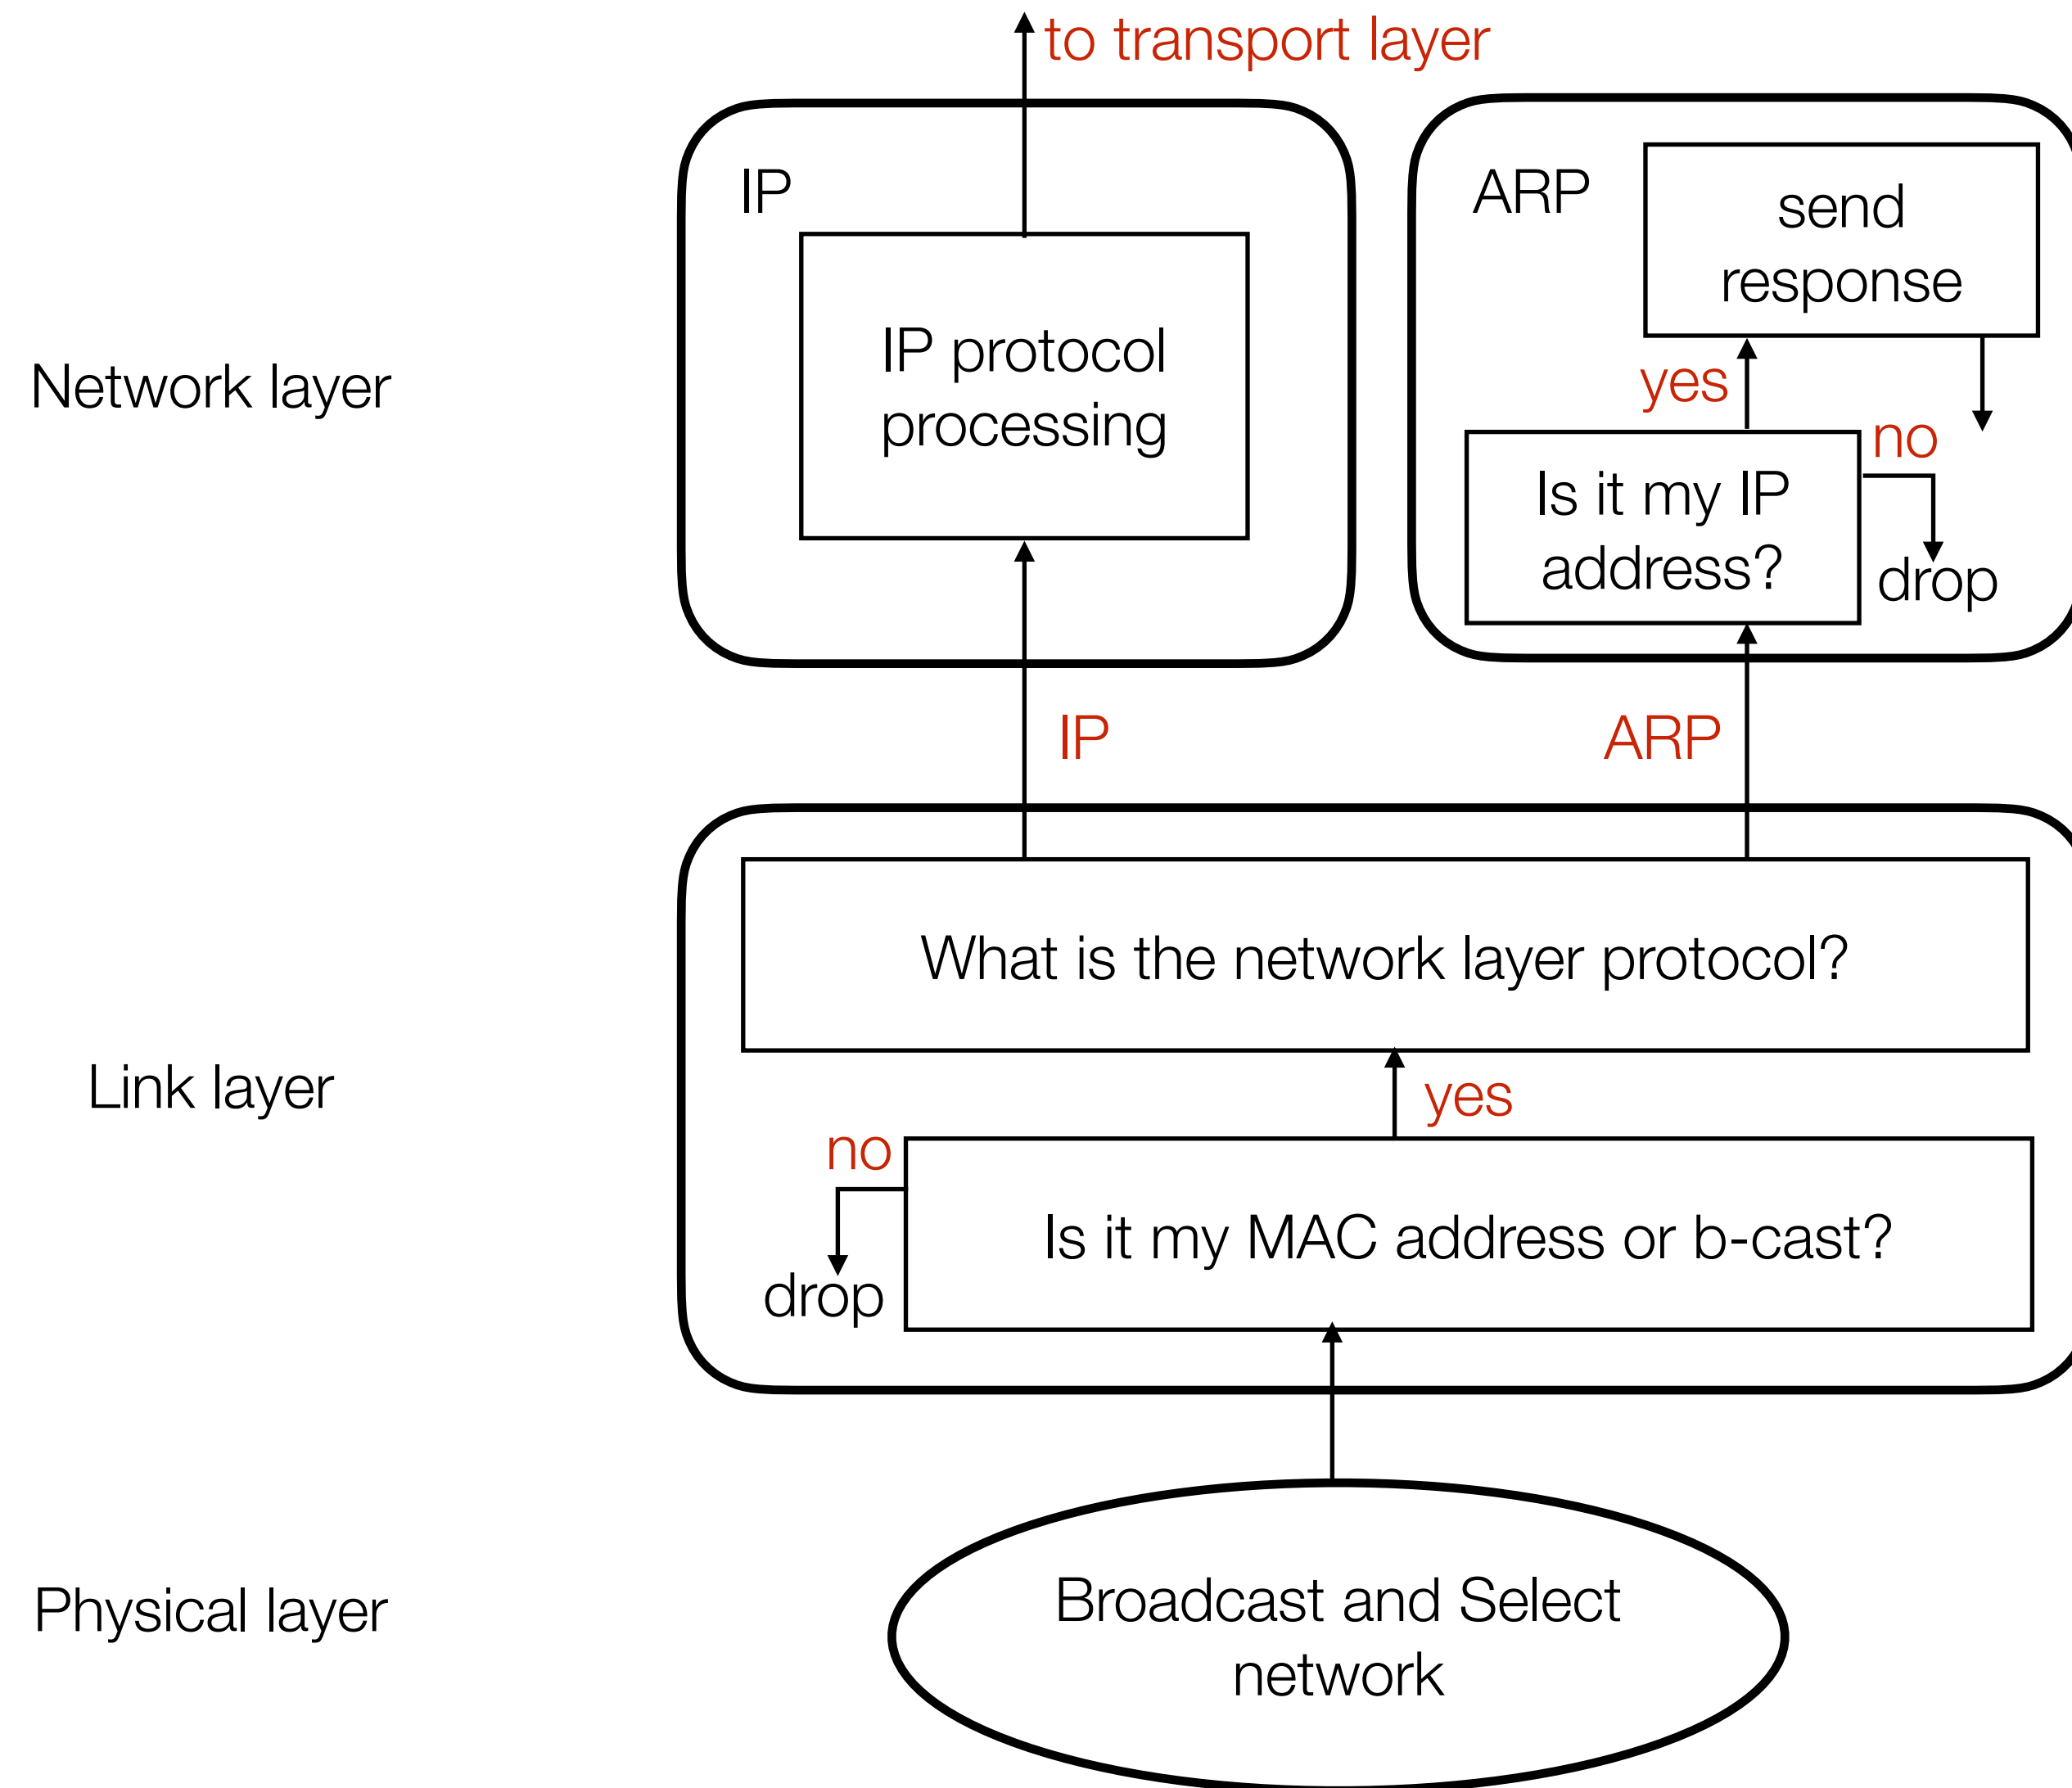 to transport layer
IP
ARP
send
response
IP protocol
processing
Network layer
yes
no
Is it my IP
address?
drop
IP
ARP
What is the network layer protocol?
Link layer
yes
no
Is it my MAC address or b-cast?
drop
Broadcast and Select
network
Physical layer